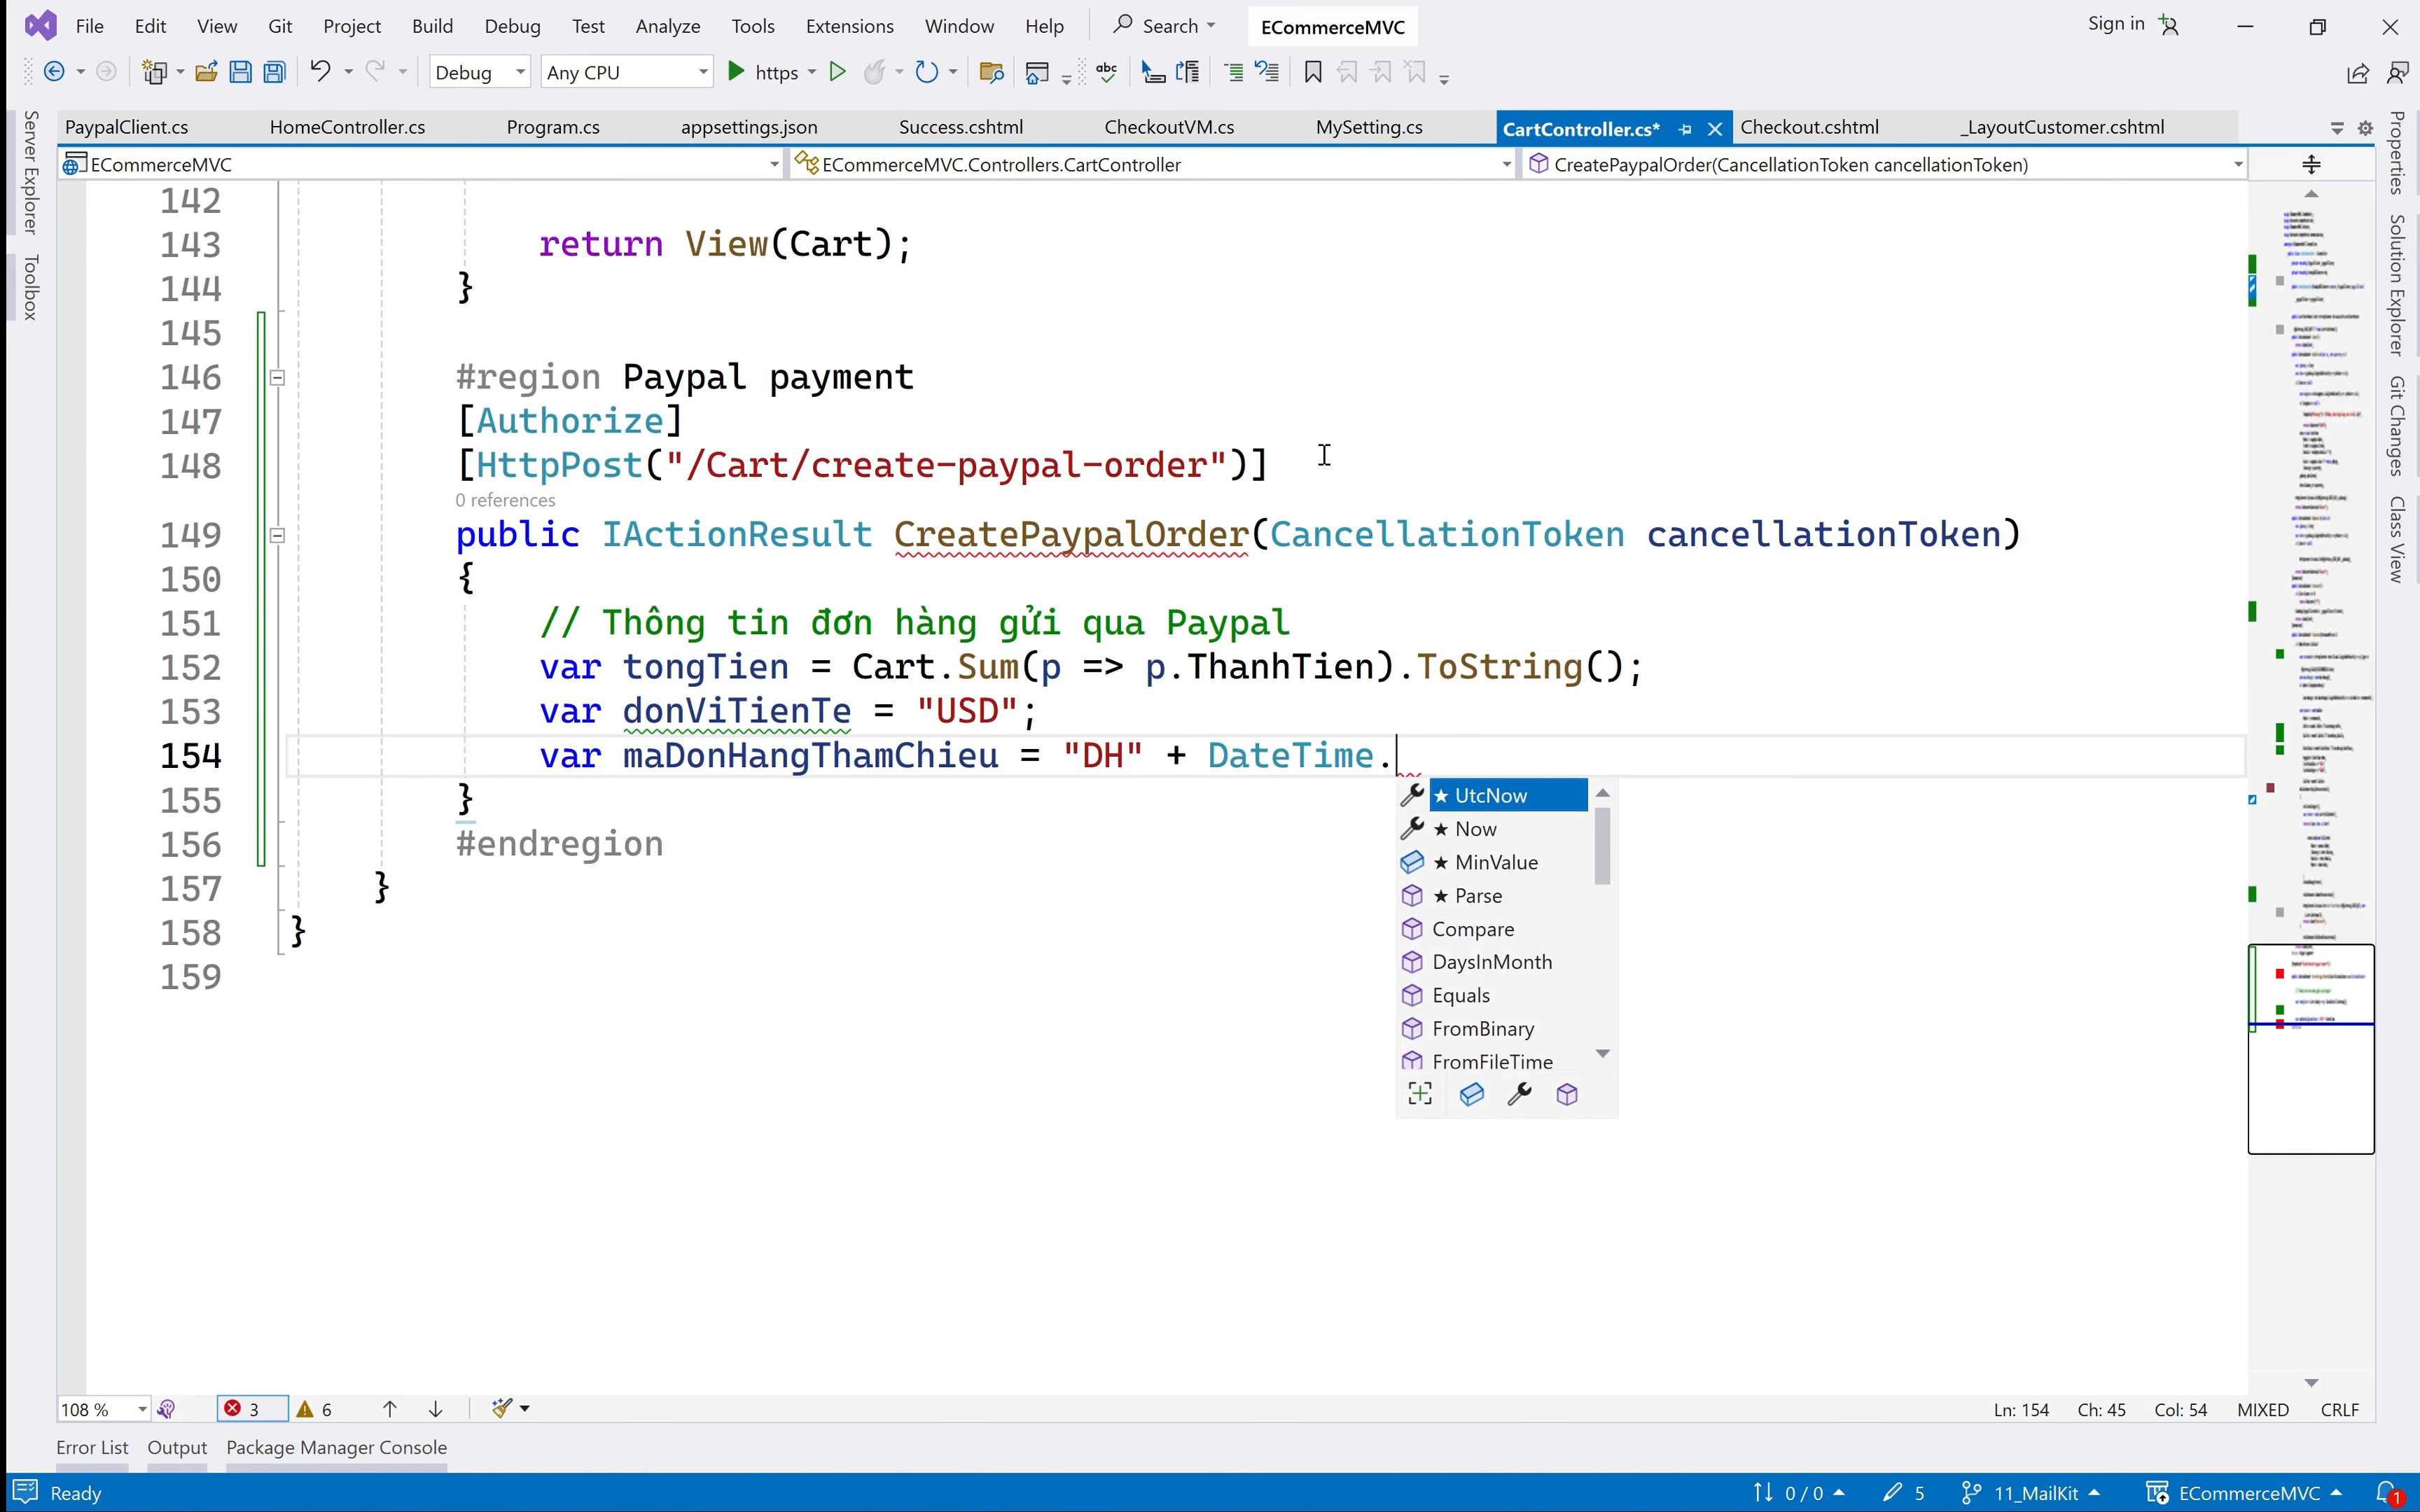 File Edit View Git Project Build Debug Test Analyze Tools Extensions Window Help Search ECommerceMVC Sign in
Debug Any CPU https
PaypalClient.cs HomeController.cs Program.cs appsettings.json Success.cshtml CheckoutVM.cs MySetting.cs CartController.cs* Checkout.cshtml _LayoutCustomer.cshtml
ECommerceMVC ECommerceMVC.Controllers.CartController CreatePaypalOrder(CancellationToken cancellationToken)
Server Explorer
Toolbox
Properties
Solution Explorer
Git Changes
Class View
142
143 return View(Cart);
144 }
145
146 #region Paypal payment
147 [Authorize]
148 [HttpPost("/Cart/create-paypal-order")]
0 references
149 public IActionResult CreatePaypalOrder(CancellationToken cancellationToken)
150 {
151 // Thông tin đơn hàng gửi qua Paypal
152 var tongTien = Cart.Sum(p => p.ThanhTien).ToString();
153 var donViTienTe = "USD";
154 var maDonHangThamChieu = "DH" + DateTime.
155 }
156 #endregion
157 }
158 }
159
★ UtcNow
★ Now
★ MinValue
★ Parse
Compare
DaysInMonth
Equals
FromBinary
FromFileTime
108 % 3 6 Ln: 154 Ch: 45 Col: 54 MIXED CRLF
Error List Output Package Manager Console
Ready 0 / 0 5 11_MailKit ECommerceMVC 1